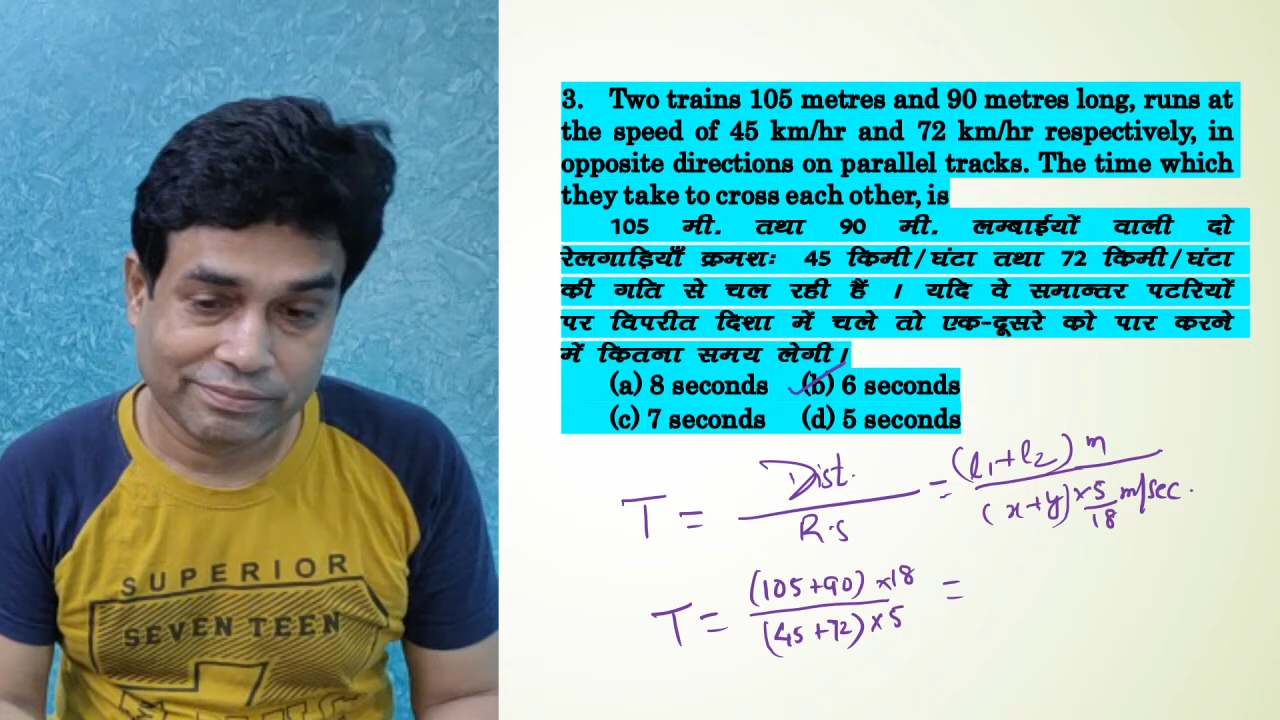 3. Two trains 105 metres and 90 metres long, runs at
the speed of 45 km/hr and 72 km/hr respectively, in
opposite directions on parallel tracks. The time which
they take to cross each other, is
105 मी. तथा 90 मी. लम्बाईयों वाली दो
रेलगाड़ियाँ क्रमशः 45 किमी/घंटा तथा 72 किमी/घंटा
की गति से चल रही हैं । यदि वे समान्तर पटरियों
पर विपरीत दिशा में चले तो एक-दूसरे को पार करने
में कितना समय लेगी।
(a) 8 seconds (b) 6 seconds
(c) 7 seconds (d) 5 seconds
T = Dist. / R.S = (l₁+l₂) m / (x+y) × 5/18 m/sec.
T = (105+90) ×18 / (45+72) × 5 =
SUPERIOR
SEVEN TEEN